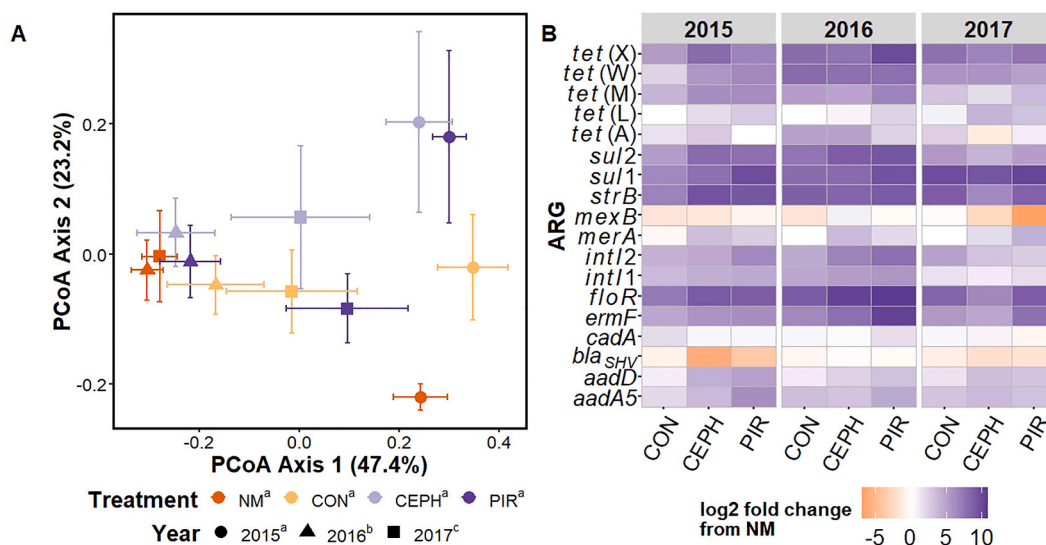 A
PCoA Axis 2 (23.2%)
0.2
0.0
-0.2
-0.2
0.0
0.2
0.4
PCoA Axis 1 (47.4%)
Treatment NMᵃ CONᵃ CEPHᵃ PIRᵃ
Year 2015ᵃ 2016ᵇ 2017ᶜ
B
2015 2016 2017
ARG
tet(X)
tet(W)
tet(M)
tet(L)
tet(A)
sul2
sul1
strB
mexB
merA
intI2
intI1
floR
ermF
cadA
bla SHV
aadD
aadA5
CON CEPH PIR CON CEPH PIR CON CEPH PIR
log2 fold change
from NM
-5 0 5 10